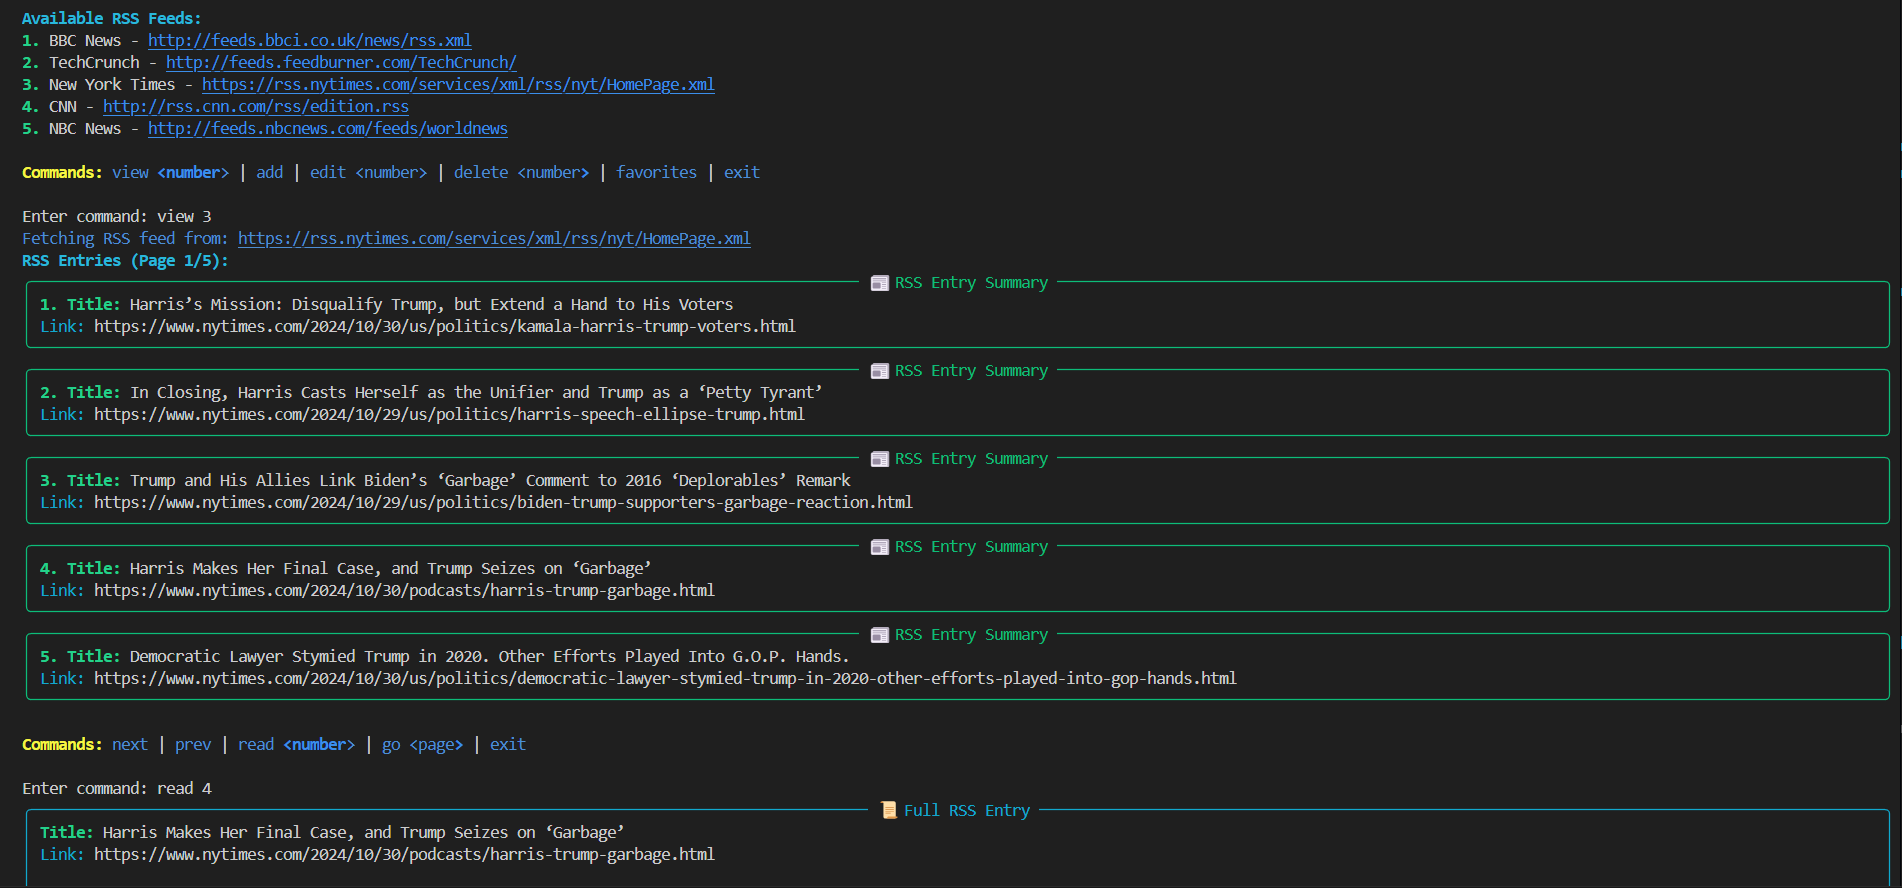 Available RSS Feeds:
1. BBC News - http://feeds.bbci.co.uk/news/rss.xml
2. TechCrunch - http://feeds.feedburner.com/TechCrunch/
3. New York Times - https://rss.nytimes.com/services/xml/rss/nyt/HomePage.xml
4. CNN - http://rss.cnn.com/rss/edition.rss
5. NBC News - http://feeds.nbcnews.com/feeds/worldnews
Commands: view <number> | add | edit <number> | delete <number> | favorites | exit
Enter command: view 3
Fetching RSS feed from: https://rss.nytimes.com/services/xml/rss/nyt/HomePage.xml
RSS Entries (Page 1/5):
RSS Entry Summary
1. Title: Harris’s Mission: Disqualify Trump, but Extend a Hand to His Voters
Link: https://www.nytimes.com/2024/10/30/us/politics/kamala-harris-trump-voters.html
RSS Entry Summary
2. Title: In Closing, Harris Casts Herself as the Unifier and Trump as a ‘Petty Tyrant’
Link: https://www.nytimes.com/2024/10/29/us/politics/harris-speech-ellipse-trump.html
RSS Entry Summary
3. Title: Trump and His Allies Link Biden’s ‘Garbage’ Comment to 2016 ‘Deplorables’ Remark
Link: https://www.nytimes.com/2024/10/29/us/politics/biden-trump-supporters-garbage-reaction.html
RSS Entry Summary
4. Title: Harris Makes Her Final Case, and Trump Seizes on ‘Garbage’
Link: https://www.nytimes.com/2024/10/30/podcasts/harris-trump-garbage.html
RSS Entry Summary
5. Title: Democratic Lawyer Stymied Trump in 2020. Other Efforts Played Into G.O.P. Hands.
Link: https://www.nytimes.com/2024/10/30/us/politics/democratic-lawyer-stymied-trump-in-2020-other-efforts-played-into-gop-hands.html
Commands: next | prev | read <number> | go <page> | exit
Enter command: read 4
Full RSS Entry
Title: Harris Makes Her Final Case, and Trump Seizes on ‘Garbage’
Link: https://www.nytimes.com/2024/10/30/podcasts/harris-trump-garbage.html